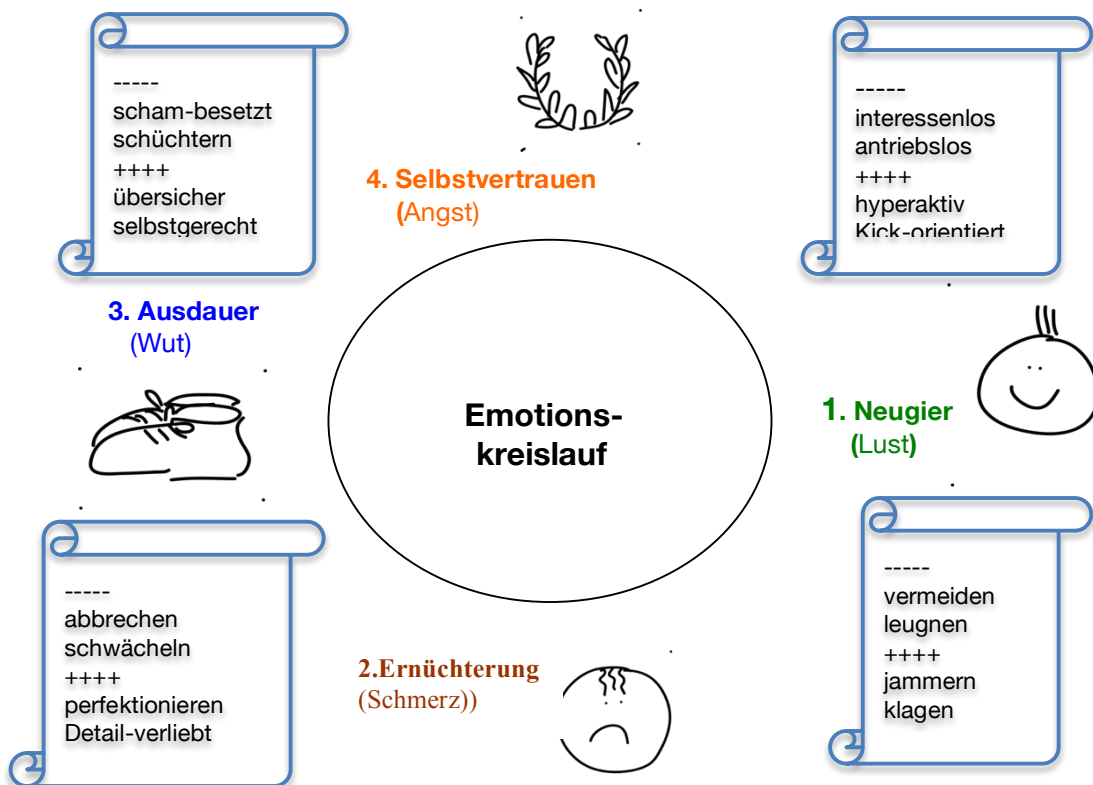 -----
scham-besetzt
schüchtern
++++
übersicher
selbstgerecht
4. Selbstvertrauen
(Angst)
-----
interessenlos
antriebslos
++++
hyperaktiv
Kick-orientiert
3. Ausdauer
(Wut)
Emotions-
kreislauf
1. Neugier
(Lust)
-----
abbrechen
schwächeln
++++
perfektionieren
Detail-verliebt
2.Ernüchterung
(Schmerz))
-----
vermeiden
leugnen
++++
jammern
klagen